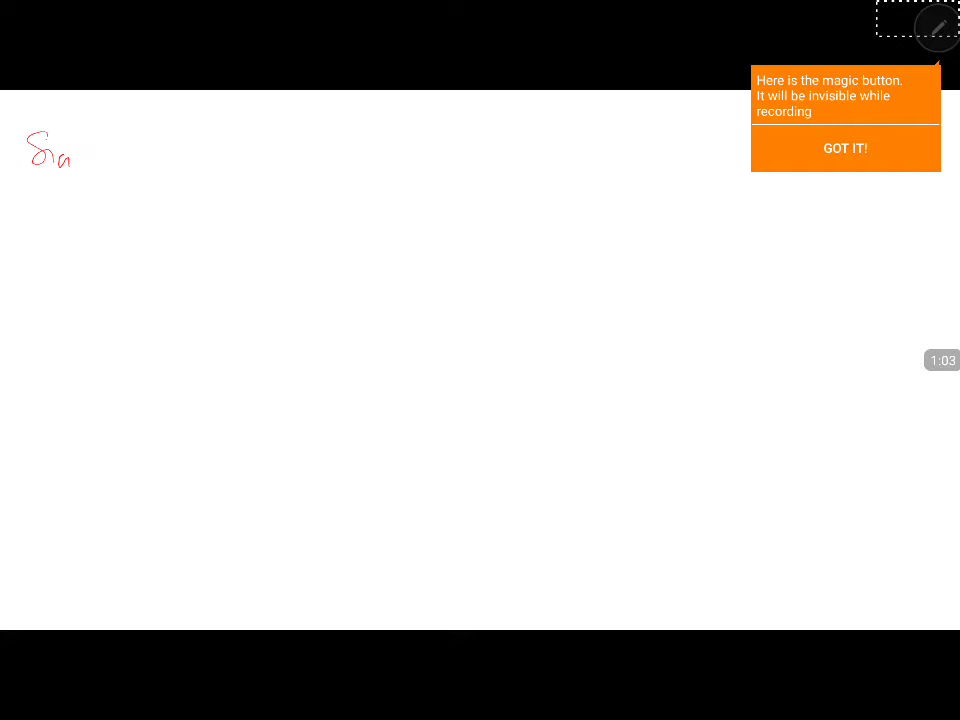 Here is the magic button.
It will be invisible while
recording
GOT IT!
1:03